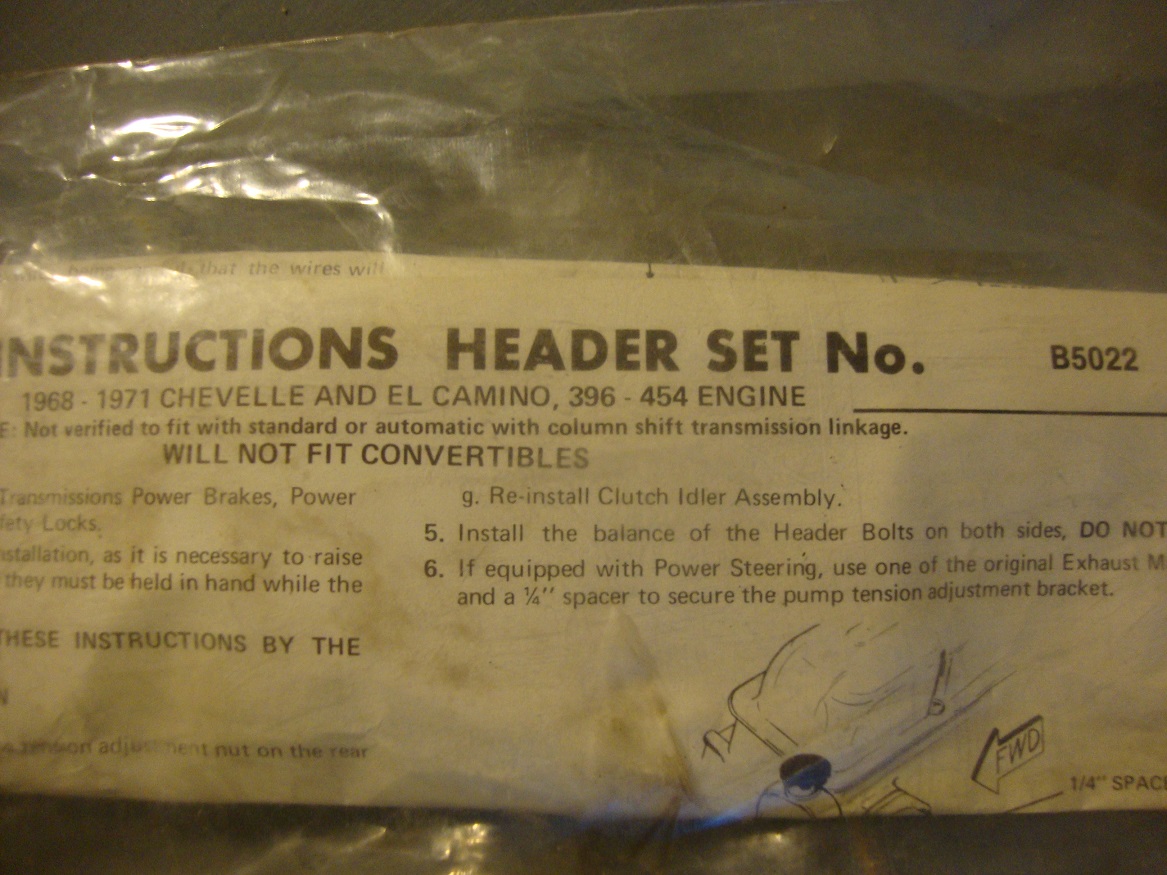 that the wires will
INSTRUCTIONS HEADER SET No. B5022
1968 - 1971 CHEVELLE AND EL CAMINO, 396 - 454 ENGINE
E: Not verified to fit with standard or automatic with column shift transmission linkage.
WILL NOT FIT CONVERTIBLES
Transmissions Power Brakes, Power
fety Locks.
nstallation, as it is necessary to raise
they must be held in hand while the
THESE INSTRUCTIONS BY THE
N
tension adjustment nut on the rear
g. Re-install Clutch Idler Assembly.
5. Install the balance of the Header Bolts on both sides, DO NOT
6. If equipped with Power Steering, use one of the original Exhaust M
and a ¼" spacer to secure the pump tension adjustment bracket.
FWD
1/4" SPACE